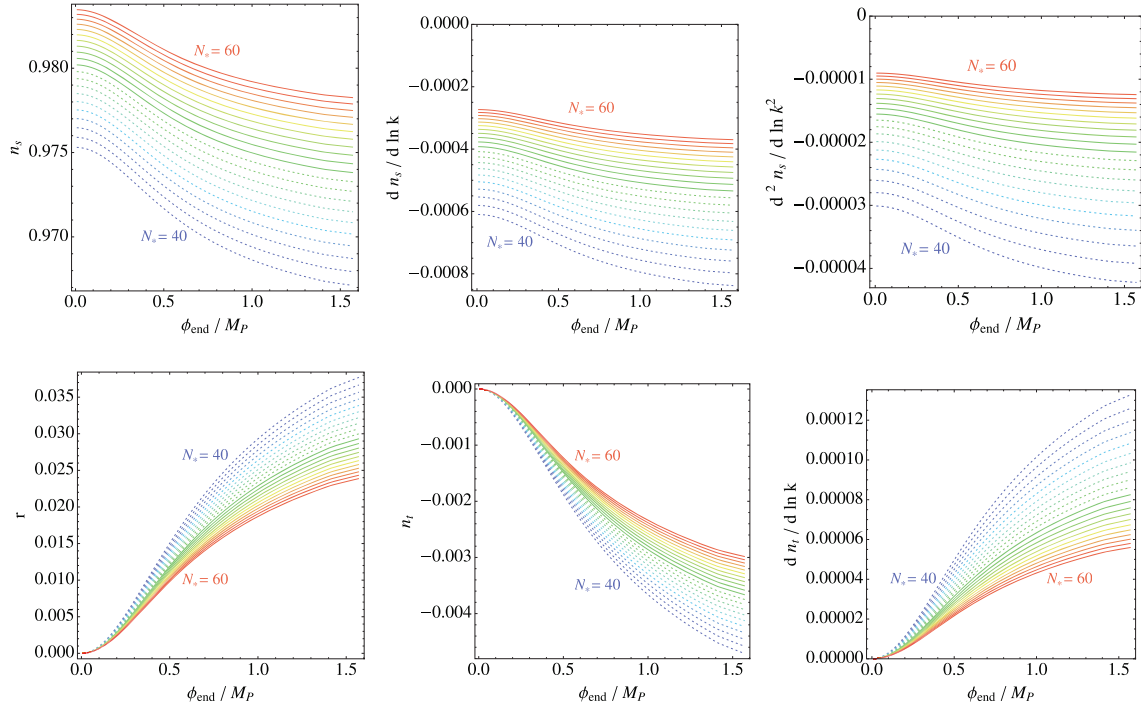 n_s
0.980
0.975
0.970
N_* = 60
N_* = 40
0.0 0.5 1.0 1.5
ϕ_end / M_P
d n_s / d ln k
0.0000
−0.0002
−0.0004
−0.0006
−0.0008
N_* = 60
N_* = 40
0.0 0.5 1.0 1.5
ϕ_end / M_P
d² n_s / d ln k²
0
−0.00001
−0.00002
−0.00003
−0.00004
N_* = 60
N_* = 40
0.0 0.5 1.0 1.5
ϕ_end / M_P
r
0.035
0.030
0.025
0.020
0.015
0.010
0.005
0.000
N_* = 40
N_* = 60
0.0 0.5 1.0 1.5
ϕ_end / M_P
n_t
0.000
−0.001
−0.002
−0.003
−0.004
N_* = 60
N_* = 40
0.0 0.5 1.0 1.5
ϕ_end / M_P
d n_t / d ln k
0.00012
0.00010
0.00008
0.00006
0.00004
0.00002
0.00000
N_* = 40
N_* = 60
0.0 0.5 1.0 1.5
ϕ_end / M_P